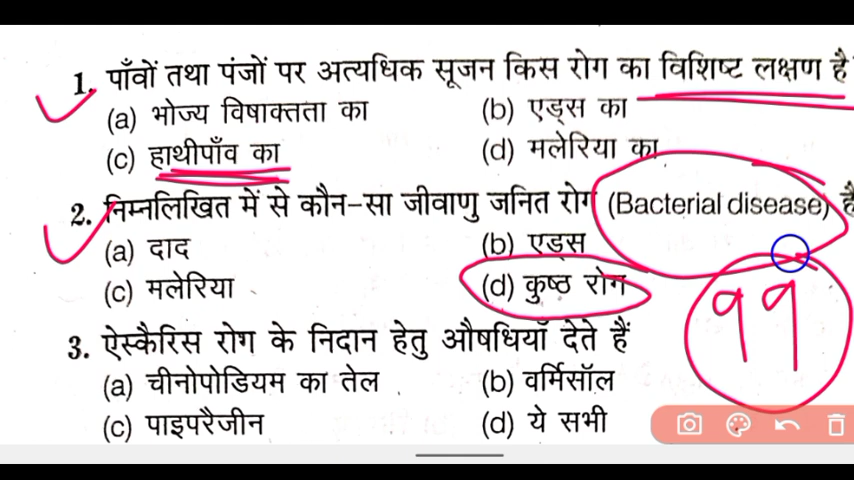 1. पाँवों तथा पंजों पर अत्यधिक सूजन किस रोग का विशिष्ट लक्षण है
(a) भोज्य विषाक्तता का (b) एड्स का
(c) हाथीपाँव का (d) मलेरिया का
2. निम्नलिखित में से कौन-सा जीवाणु जनित रोग (Bacterial disease) है
(a) दाद (b) एड्स
(c) मलेरिया (d) कुष्ठ रोग
११
3. ऐस्कैरिस रोग के निदान हेतु औषधियाँ देते हैं
(a) चीनोपोडियम का तेल (b) वर्मिसॉल
(c) पाइपरैजीन (d) ये सभी